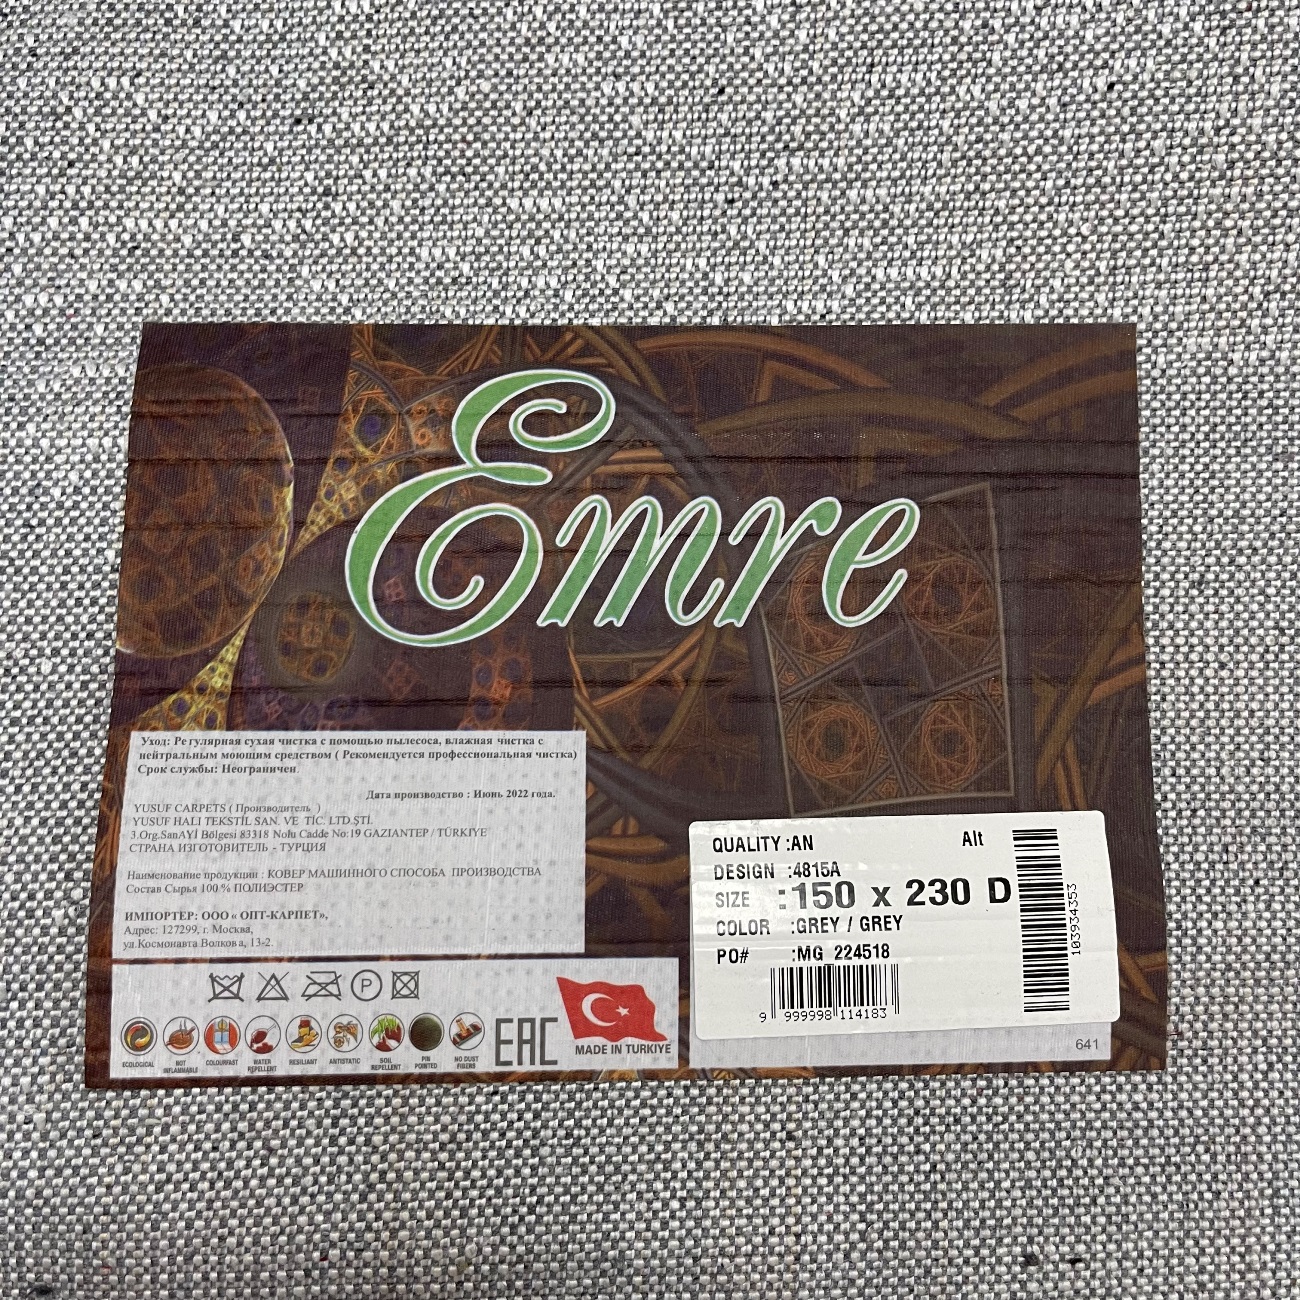 Emre
Уход: Регулярная сухая чистка с помощью пылесоса, влажная чистка с
нейтральным моющим средством ( Рекомендуется профессиональная чистка)
Срок службы: Неограничен.
Дата производство : Июнь 2022 года.
YUSUF CARPETS ( Производитель )
YUSUF HALI TEKSTİL SAN. VE TİC. LTD.ŞTİ.
3.Org.SanAYİ Bölgesi 83318 Nolu Cadde No:19 GAZIANTEP / TÜRKIYE
СТРАНА ИЗГОТОВИТЕЛЬ - ТУРЦИЯ
Наименование продукции : КОВЕР МАШИННОГО СПОСОБА ПРОИЗВОДСТВА
Состав Сырья 100 % ПОЛИЭСТЕР
ИМПОРТЕР: ООО « ОПТ-КАРПЕТ»,
Адрес: 127299, г. Москва,
ул.Космонавта Волкова, 13-2.
P
ECOLOGICAL
NOT INFLAMMABLE
COLOURFAST
WATER REPELLENT
RESILIANT
ANTISTATIC
SOIL REPELLENT
PIN POINTED
NO DUST FIBERS
EAC
MADE IN TURKIYE
QUALITY :AN Alt
DESIGN :4815A
SIZE :150 x 230 D
COLOR :GREY / GREY
PO# :MG 224518
9 999998 114183
103934353
641